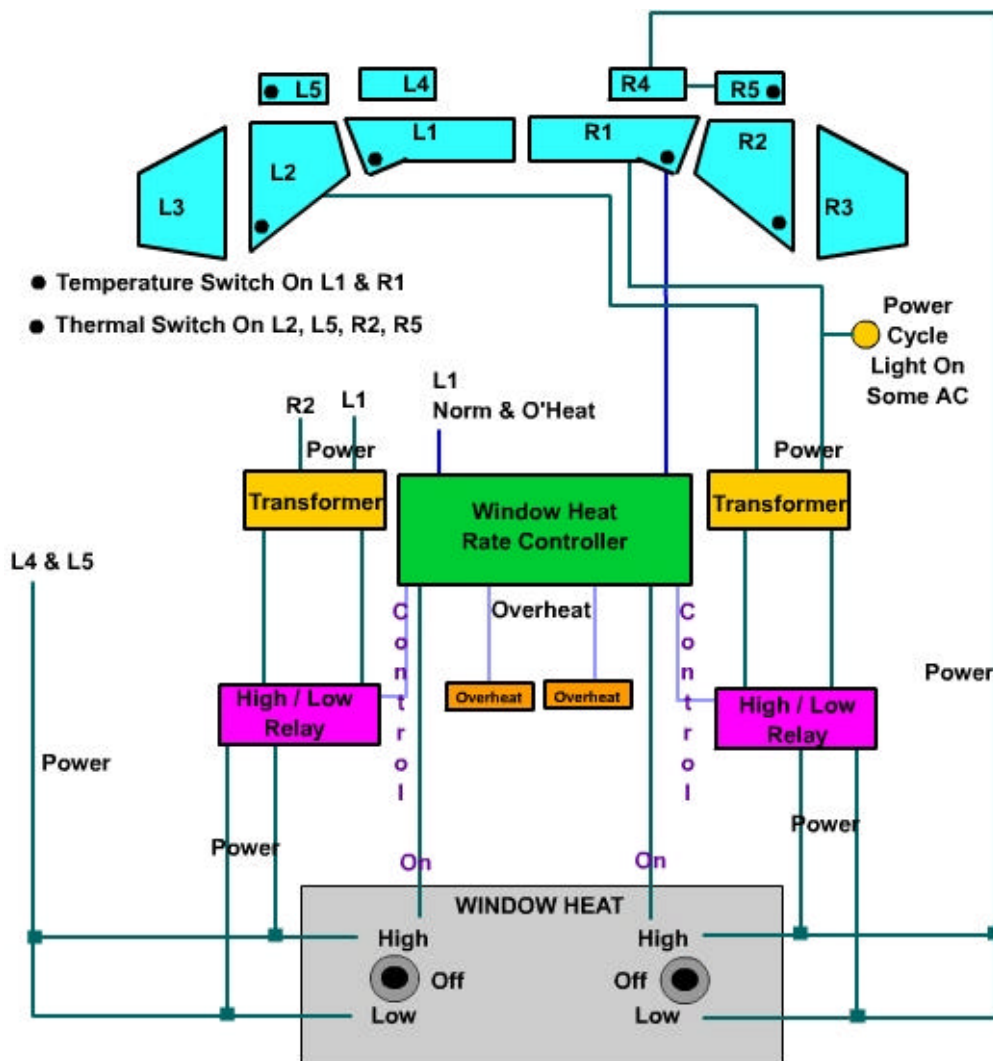 L5
L4
R4
R5
L1
R1
L2
R2
L3
R3
Temperature Switch On L1 & R1
Thermal Switch On L2, L5, R2, R5
Power
Cycle
Light On
Some AC
L1
Norm & O'Heat
R2
L1
Power
Power
Transformer
Window Heat
Rate Controller
Transformer
L4 & L5
Control
Overheat
Control
Overheat
Overheat
Power
High / Low
Relay
High / Low
Relay
Power
Power
Power
On
On
WINDOW HEAT
High
High
Off
Off
Low
Low